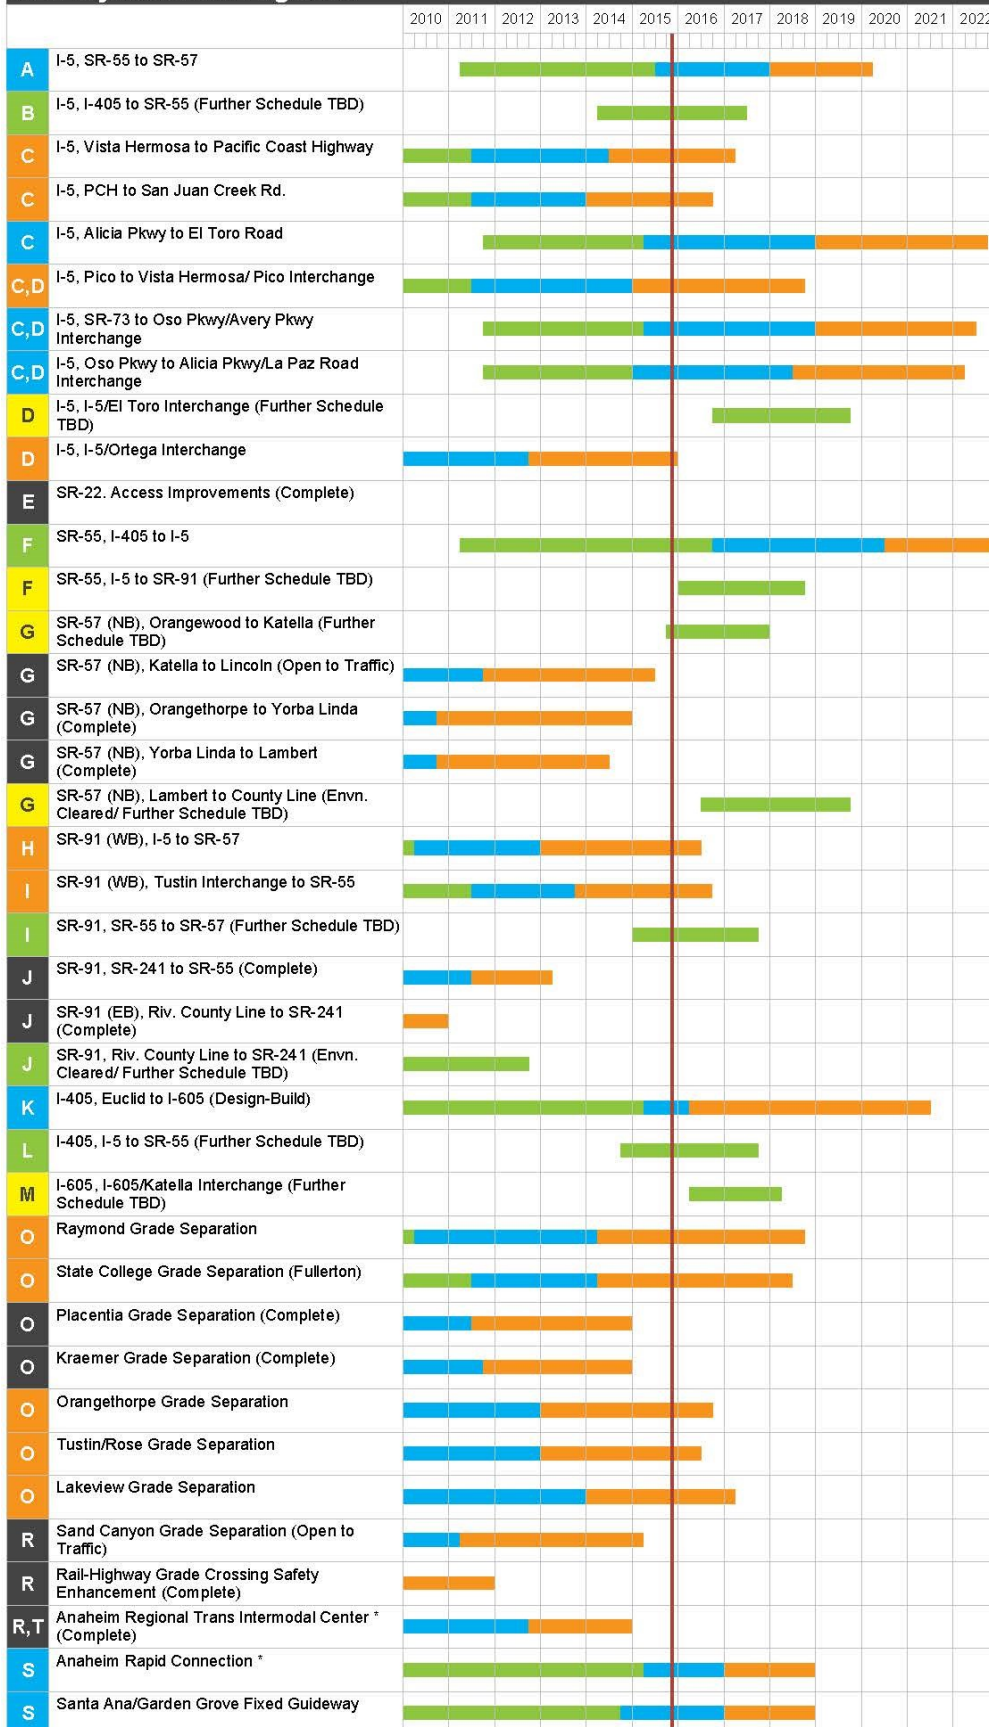 2010 2011 2012 2013 2014 2015 2016 2017 2018 2019 2020 2021 2022
A I-5, SR-55 to SR-57
B I-5, I-405 to SR-55 (Further Schedule TBD)
C I-5, Vista Hermosa to Pacific Coast Highway
C I-5, PCH to San Juan Creek Rd.
C I-5, Alicia Pkwy to El Toro Road
C,D I-5, Pico to Vista Hermosa/ Pico Interchange
C,D I-5, SR-73 to Oso Pkwy/Avery Pkwy
Interchange
C,D I-5, Oso Pkwy to Alicia Pkwy/La Paz Road
Interchange
D I-5, I-5/El Toro Interchange (Further Schedule
TBD)
D I-5, I-5/Ortega Interchange
E SR-22. Access Improvements (Complete)
F SR-55, I-405 to I-5
F SR-55, I-5 to SR-91 (Further Schedule TBD)
G SR-57 (NB), Orangewood to Katella (Further
Schedule TBD)
G SR-57 (NB), Katella to Lincoln (Open to Traffic)
G SR-57 (NB), Orangethorpe to Yorba Linda
(Complete)
G SR-57 (NB), Yorba Linda to Lambert
(Complete)
G SR-57 (NB), Lambert to County Line (Envn.
Cleared/ Further Schedule TBD)
H SR-91 (WB), I-5 to SR-57
I SR-91 (WB), Tustin Interchange to SR-55
I SR-91, SR-55 to SR-57 (Further Schedule TBD)
J SR-91, SR-241 to SR-55 (Complete)
J SR-91 (EB), Riv. County Line to SR-241
(Complete)
J SR-91, Riv. County Line to SR-241 (Envn.
Cleared/ Further Schedule TBD)
K I-405, Euclid to I-605 (Design-Build)
L I-405, I-5 to SR-55 (Further Schedule TBD)
M I-605, I-605/Katella Interchange (Further
Schedule TBD)
O Raymond Grade Separation
O State College Grade Separation (Fullerton)
O Placentia Grade Separation (Complete)
O Kraemer Grade Separation (Complete)
O Orangethorpe Grade Separation
O Tustin/Rose Grade Separation
O Lakeview Grade Separation
R Sand Canyon Grade Separation (Open to
Traffic)
R Rail-Highway Grade Crossing Safety
Enhancement (Complete)
R,T Anaheim Regional Trans Intermodal Center *
(Complete)
S Anaheim Rapid Connection *
S Santa Ana/Garden Grove Fixed Guideway